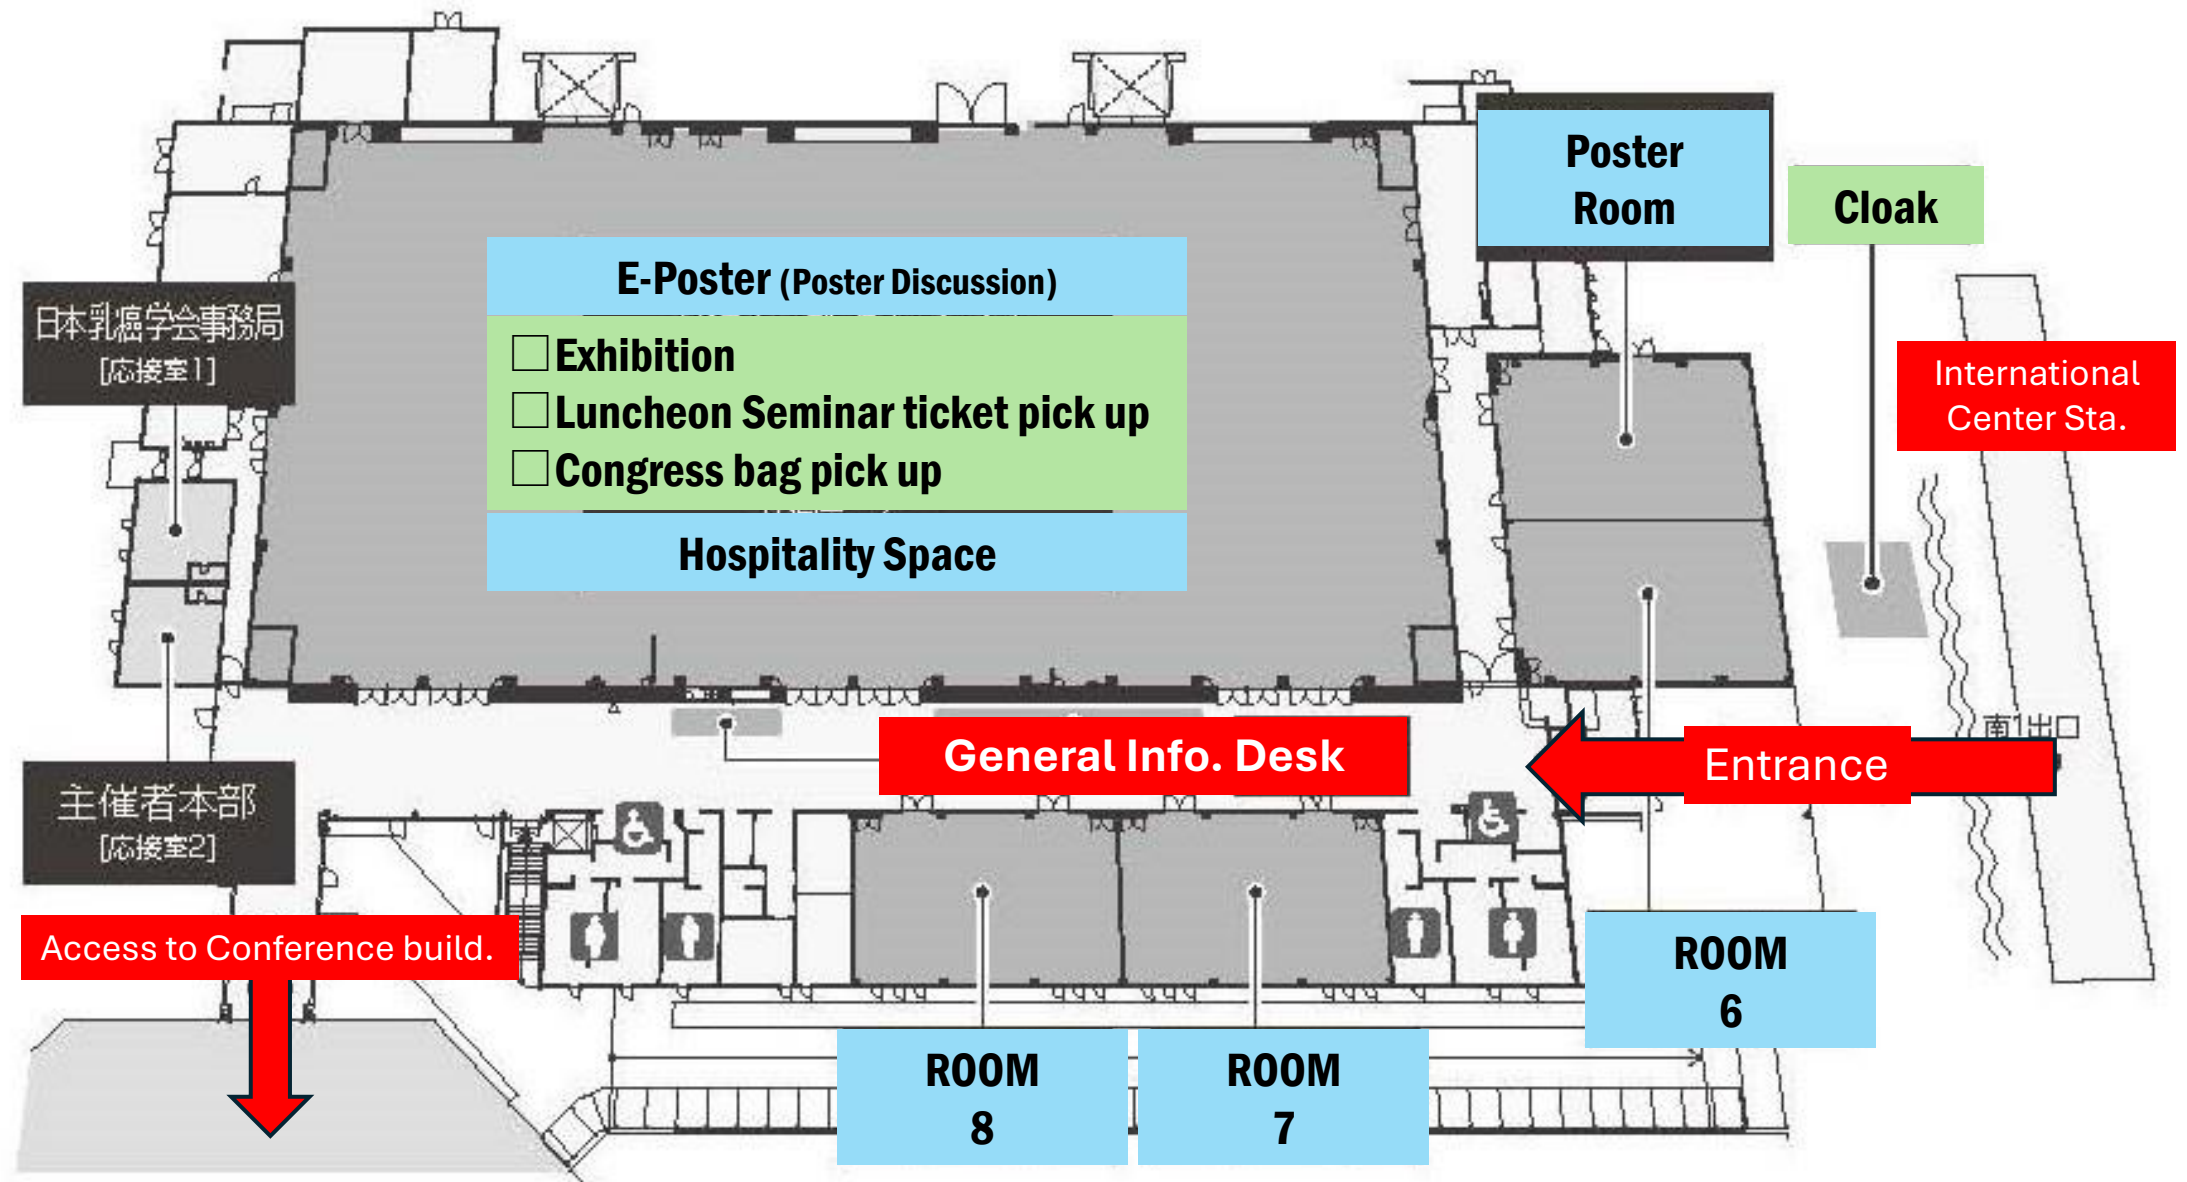 Poster
Room
Cloak
E-Poster (Poster Discussion)
□Exhibition
□Luncheon Seminar ticket pick up
□Congress bag pick up
Hospitality Space
日本乳癌学会事務局
[応接室1]
International
Center Sta.
General Info. Desk
南1出口
Entrance
主催者本部
[応接室2]
Access to Conference build.
ROOM
6
ROOM
8
ROOM
7